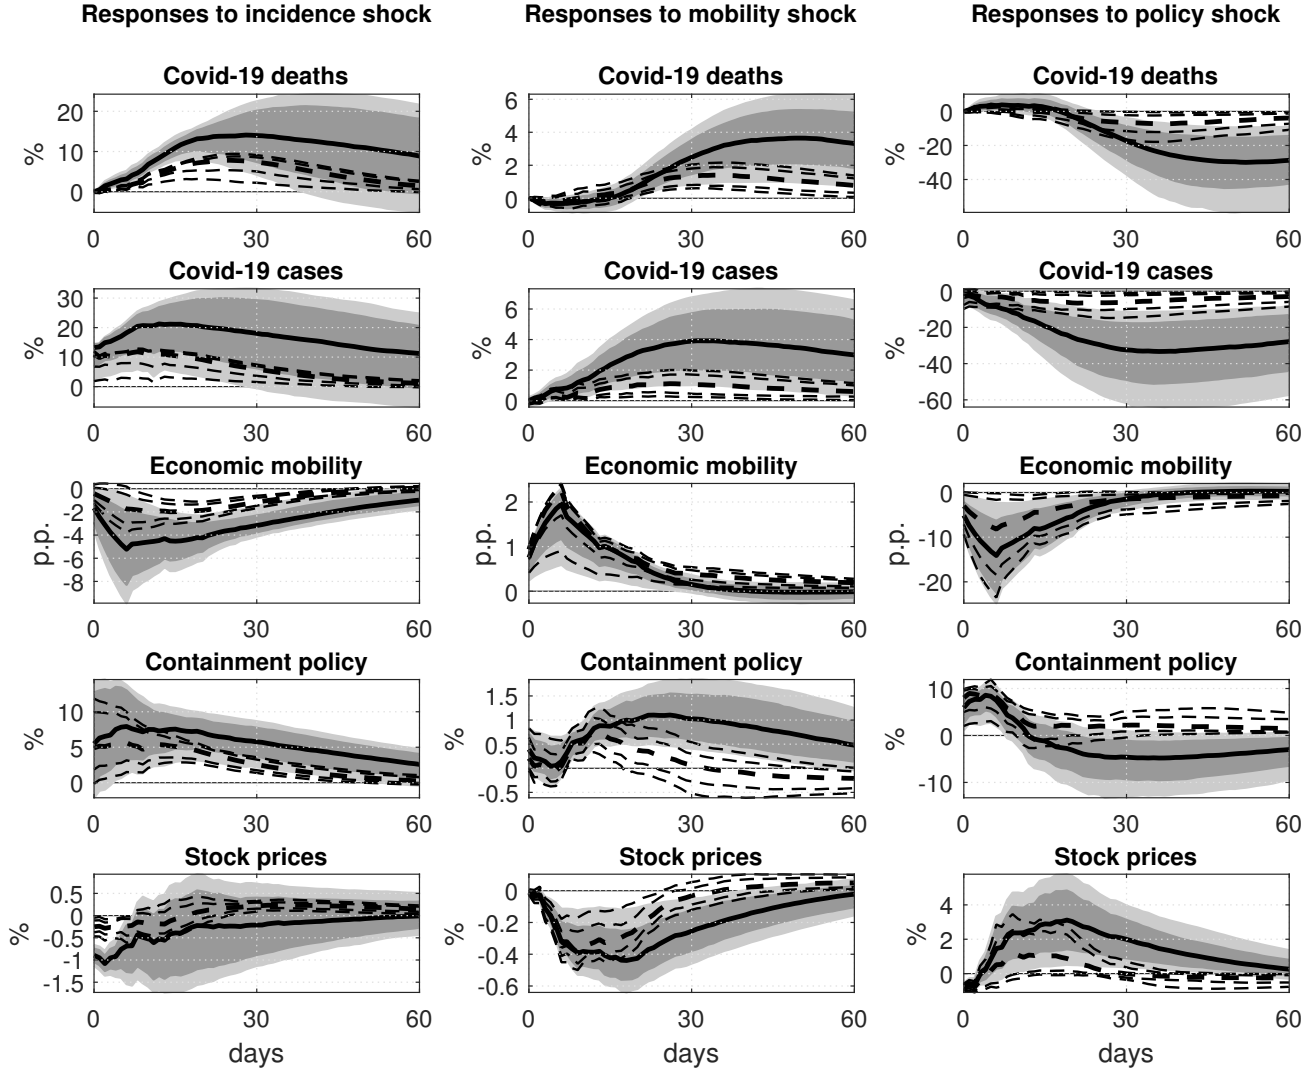 Responses to incidence shock Responses to mobility shock Responses to policy shock
Covid-19 deaths Covid-19 deaths Covid-19 deaths
20
10
0
%
0 30 60
6
4
2
0
%
0 30 60
0
-20
-40
%
0 30 60
Covid-19 cases Covid-19 cases Covid-19 cases
30
20
10
0
%
0 30 60
6
4
2
0
%
0 30 60
0
-20
-40
-60
%
0 30 60
Economic mobility Economic mobility Economic mobility
0
-2
-4
-6
-8
p.p.
0 30 60
2
1
0
p.p.
0 30 60
0
-10
-20
p.p.
0 30 60
Containment policy Containment policy Containment policy
10
5
0
%
0 30 60
1.5
1
0.5
0
-0.5
%
0 30 60
10
0
-10
%
0 30 60
Stock prices Stock prices Stock prices
0.5
0
-0.5
-1
-1.5
%
0 30 60
days
0
-0.2
-0.4
-0.6
%
0 30 60
days
4
2
0
%
0 30 60
days